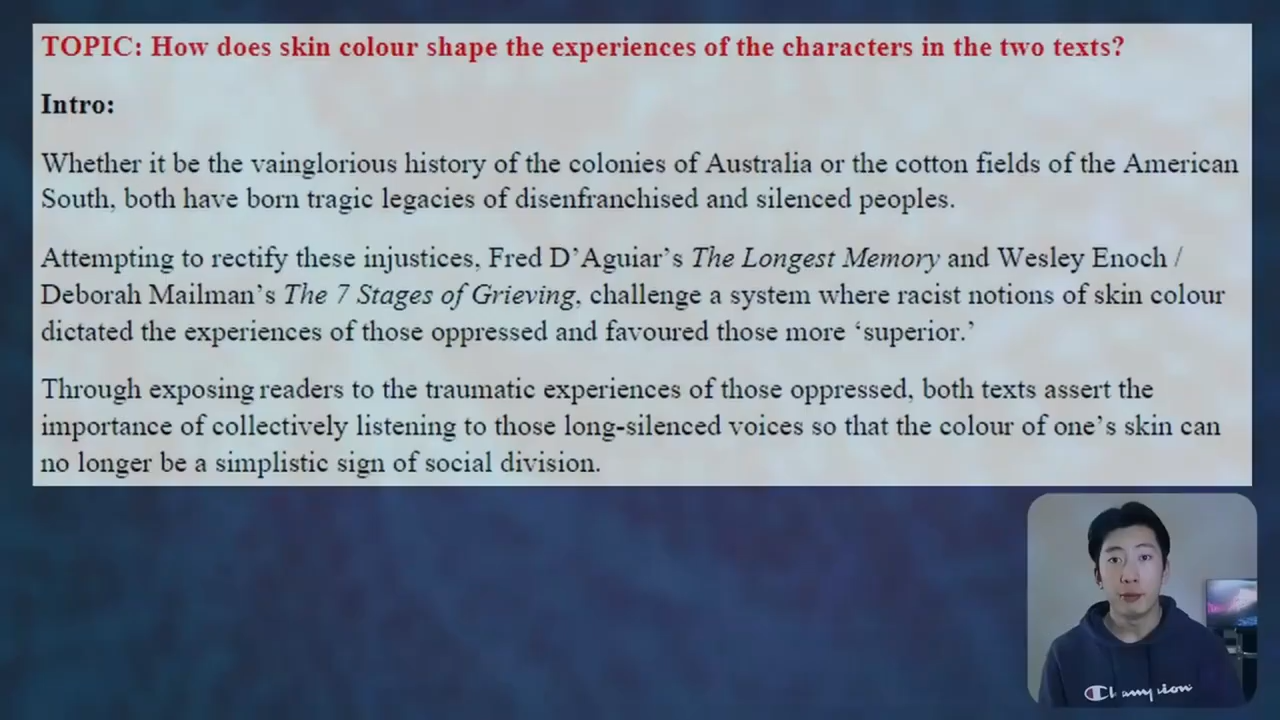 TOPIC: How does skin colour shape the experiences of the characters in the two texts?
Intro:
Whether it be the vainglorious history of the colonies of Australia or the cotton fields of the American
South, both have born tragic legacies of disenfranchised and silenced peoples.
Attempting to rectify these injustices, Fred D’Aguiar’s The Longest Memory and Wesley Enoch /
Deborah Mailman’s The 7 Stages of Grieving, challenge a system where racist notions of skin colour
dictated the experiences of those oppressed and favoured those more ‘superior.’
Through exposing readers to the traumatic experiences of those oppressed, both texts assert the
importance of collectively listening to those long-silenced voices so that the colour of one’s skin can
no longer be a simplistic sign of social division.
Champion